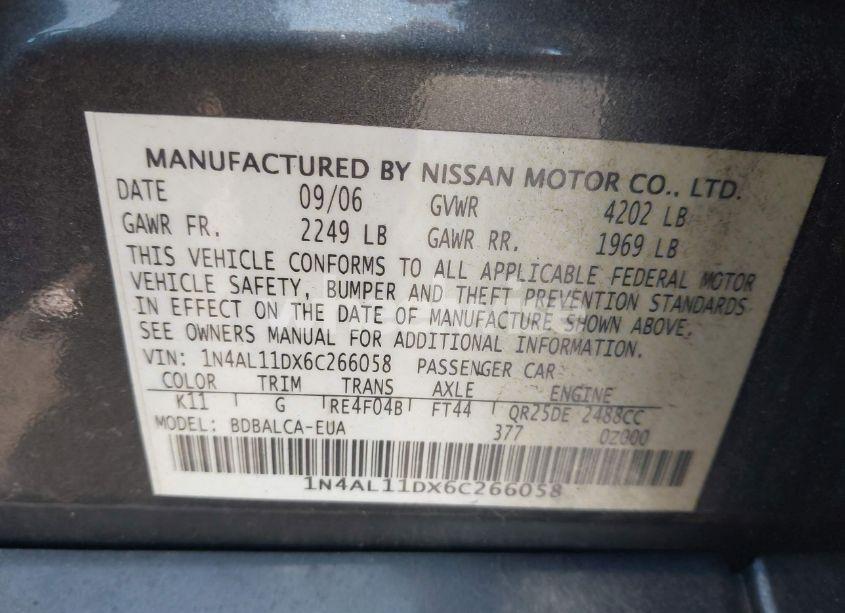 MANUFACTURED BY NISSAN MOTOR CO., LTD.
DATE 09/06 GVWR 4202 LB
GAWR FR. 2249 LB GAWR RR. 1969 LB
THIS VEHICLE CONFORMS TO ALL APPLICABLE FEDERAL MOTOR
VEHICLE SAFETY, BUMPER AND THEFT PREVENTION STANDARDS
IN EFFECT ON THE DATE OF MANUFACTURE SHOWN ABOVE.
SEE OWNERS MANUAL FOR ADDITIONAL INFORMATION.
VIN: 1N4AL11DX6C266058 PASSENGER CAR
COLOR TRIM TRANS AXLE ENGINE
K11 G RE4F04B FT44 QR25DE 2488CC
MODEL: BDBALCA-EUA 377 0Z000
1N4AL11DX6C266058